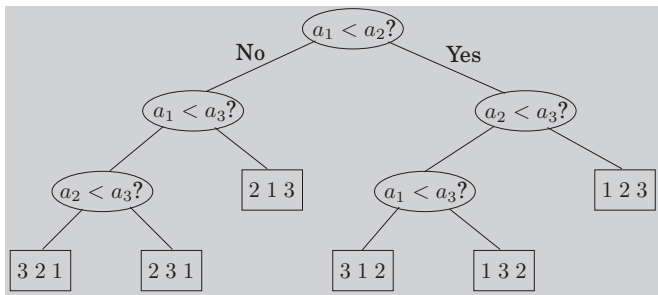 a₁ < a₂?
No Yes
a₁ < a₃? a₂ < a₃?
a₂ < a₃? 2 1 3 a₁ < a₃? 1 2 3
3 2 1 2 3 1 3 1 2 1 3 2